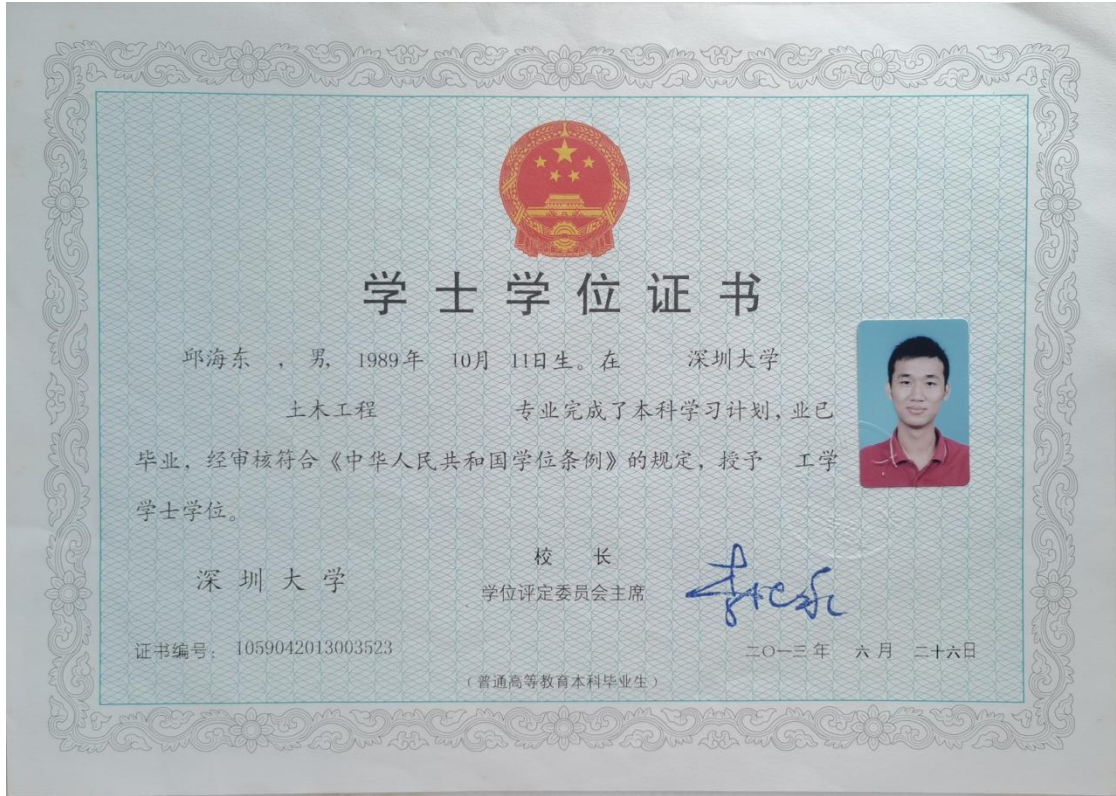 学士学位证书
邱海东 ，男，1989年 10月 11日生。在 深圳大学
土木工程 专业完成了本科学习计划，业已
毕业，经审核符合《中华人民共和国学位条例》的规定，授予 工学
学士学位。
校 长
深圳大学
学位评定委员会主席
证书编号：1059042013003523
二〇一三年 六月 二十六日
（普通高等教育本科毕业生）